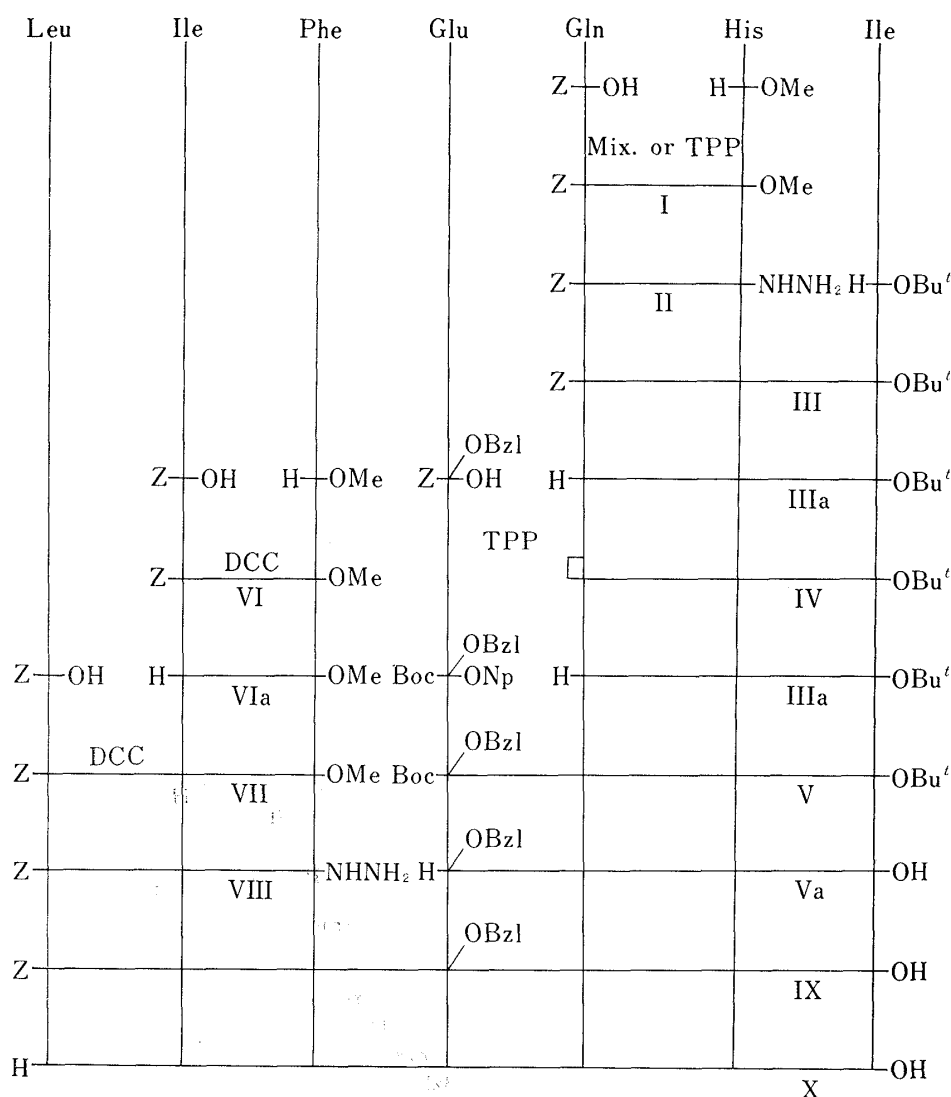 Leu Ile Phe Glu Gln His Ile
Z OH H OMe
Mix. or TPP
Z OMe
I
Z NHNH₂ H OBuᵗ
II
Z OBuᵗ
III
OBzl
Z OH H OMe Z OH H OBuᵗ
IIIa
TPP
DCC
Z OMe OBuᵗ
VI IV
OBzl
Z OH H OMe Boc ONp H OBuᵗ
VIa IIIa
OBzl
DCC
Z OMe Boc OBuᵗ
VII V
OBzl
Z NHNH₂ H OH
VIII Va
OBzl
Z OH
IX
H OH
X